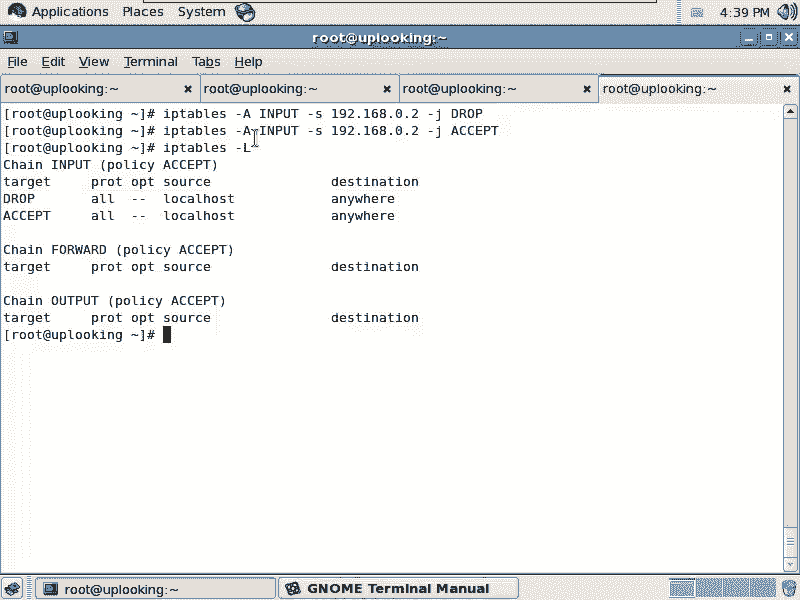 Applications Places System 4:39 PM
root@uplooking:~
File Edit View Terminal Tabs Help
root@uplooking:~ root@uplooking:~ root@uplooking:~ root@uplooking:~
[root@uplooking ~]# iptables -A INPUT -s 192.168.0.2 -j DROP
[root@uplooking ~]# iptables -A INPUT -s 192.168.0.2 -j ACCEPT
[root@uplooking ~]# iptables -L
Chain INPUT (policy ACCEPT)
target     prot opt source               destination
DROP       all  --  localhost            anywhere
ACCEPT     all  --  localhost            anywhere
Chain FORWARD (policy ACCEPT)
target     prot opt source               destination
Chain OUTPUT (policy ACCEPT)
target     prot opt source               destination
[root@uplooking ~]#
root@uplooking:~ GNOME Terminal Manual